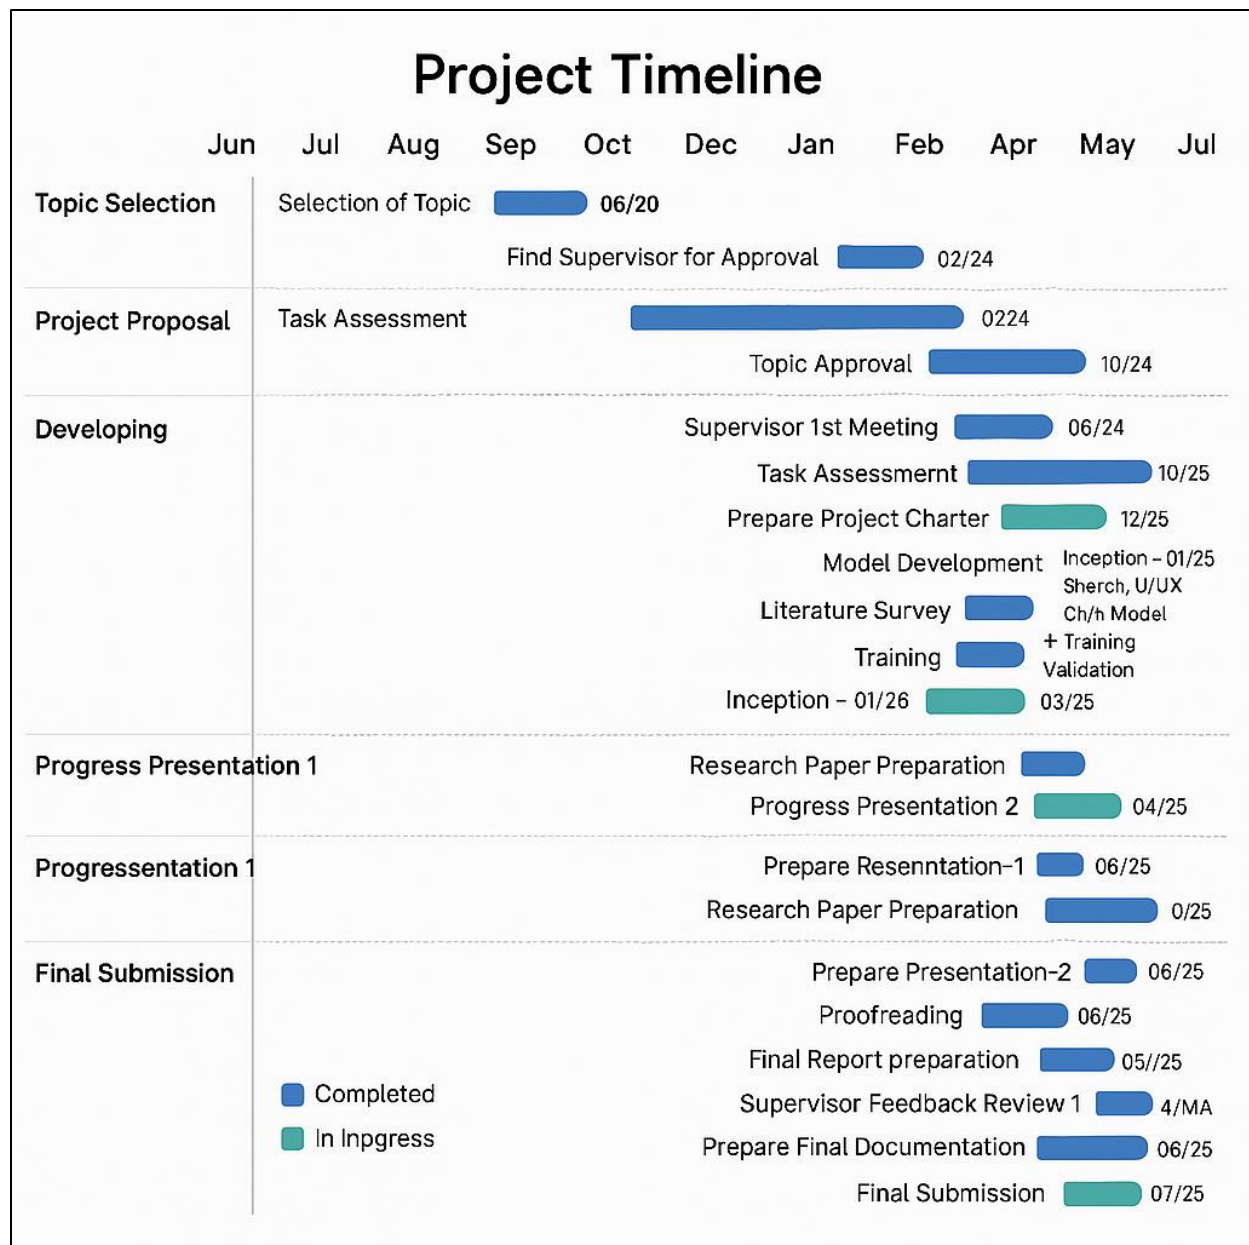 Project Timeline
Jun Jul Aug Sep Oct Dec Jan Feb Apr May Jul
Topic Selection
Selection of Topic 06/20
Find Supervisor for Approval 02/24
Project Proposal
Task Assessment 0224
Topic Approval 10/24
Developing
Supervisor 1st Meeting 06/24
Task Assessmernt 10/25
Prepare Project Charter 12/25
Model Development
Inception – 01/25
Sherch, U/UX
Ch/h Model
Literature Survey
+ Training
Validation
Training
Inception – 01/26 03/25
Progress Presentation 1
Research Paper Preparation
Progress Presentation 2 04/25
Progressentation 1
Prepare Resenntation-1 06/25
Research Paper Preparation 0/25
Final Submission
Prepare Presentation-2 06/25
Proofreading 06/25
Final Report preparation 05//25
Supervisor Feedback Review 1 4/MA
Prepare Final Documentation 06/25
Final Submission 07/25
Completed
In Inpgress